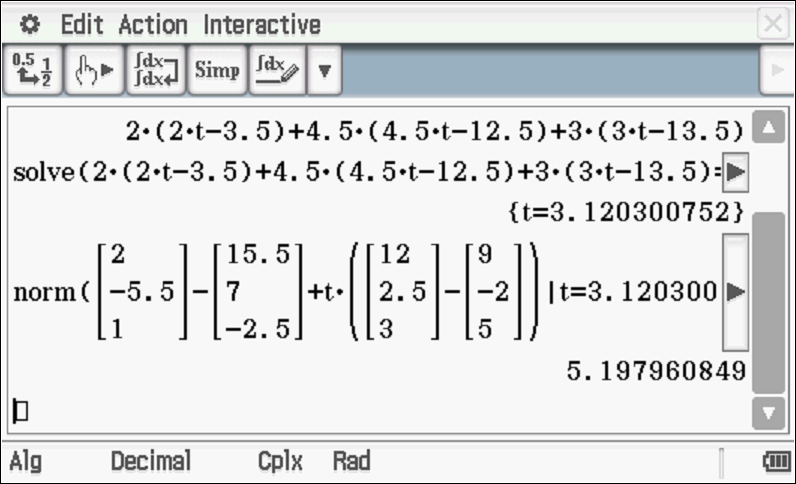 Edit Action Interactive
0.5 1 2 ∫dx ∫dx Simp ∫dx
2·(2·t−3.5)+4.5·(4.5·t−12.5)+3·(3·t−13.5)
solve(2·(2·t−3.5)+4.5·(4.5·t−12.5)+3·(3·t−13.5)=
{t=3.120300752}
norm([2 −5.5 1]−[15.5 7 −2.5]+t·([12 2.5 3]−[9 −2 5])|t=3.120300
5.197960849
Alg Decimal Cplx Rad